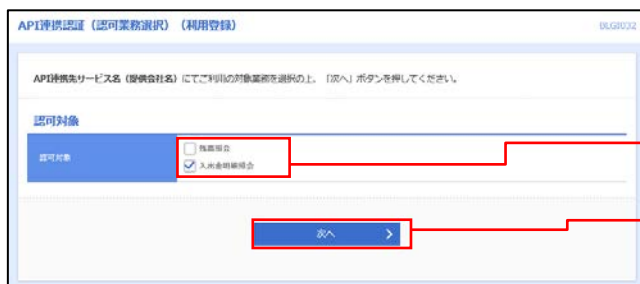 API連携認証（認可業務選択）（利用登録）
BLGI032
API連携先サービス名（提供会社名）にてご利用の対象業務を選択の上、「次へ」ボタンを押してください。
認可対象
認可対象
残高照会
入出金明細照会
次へ